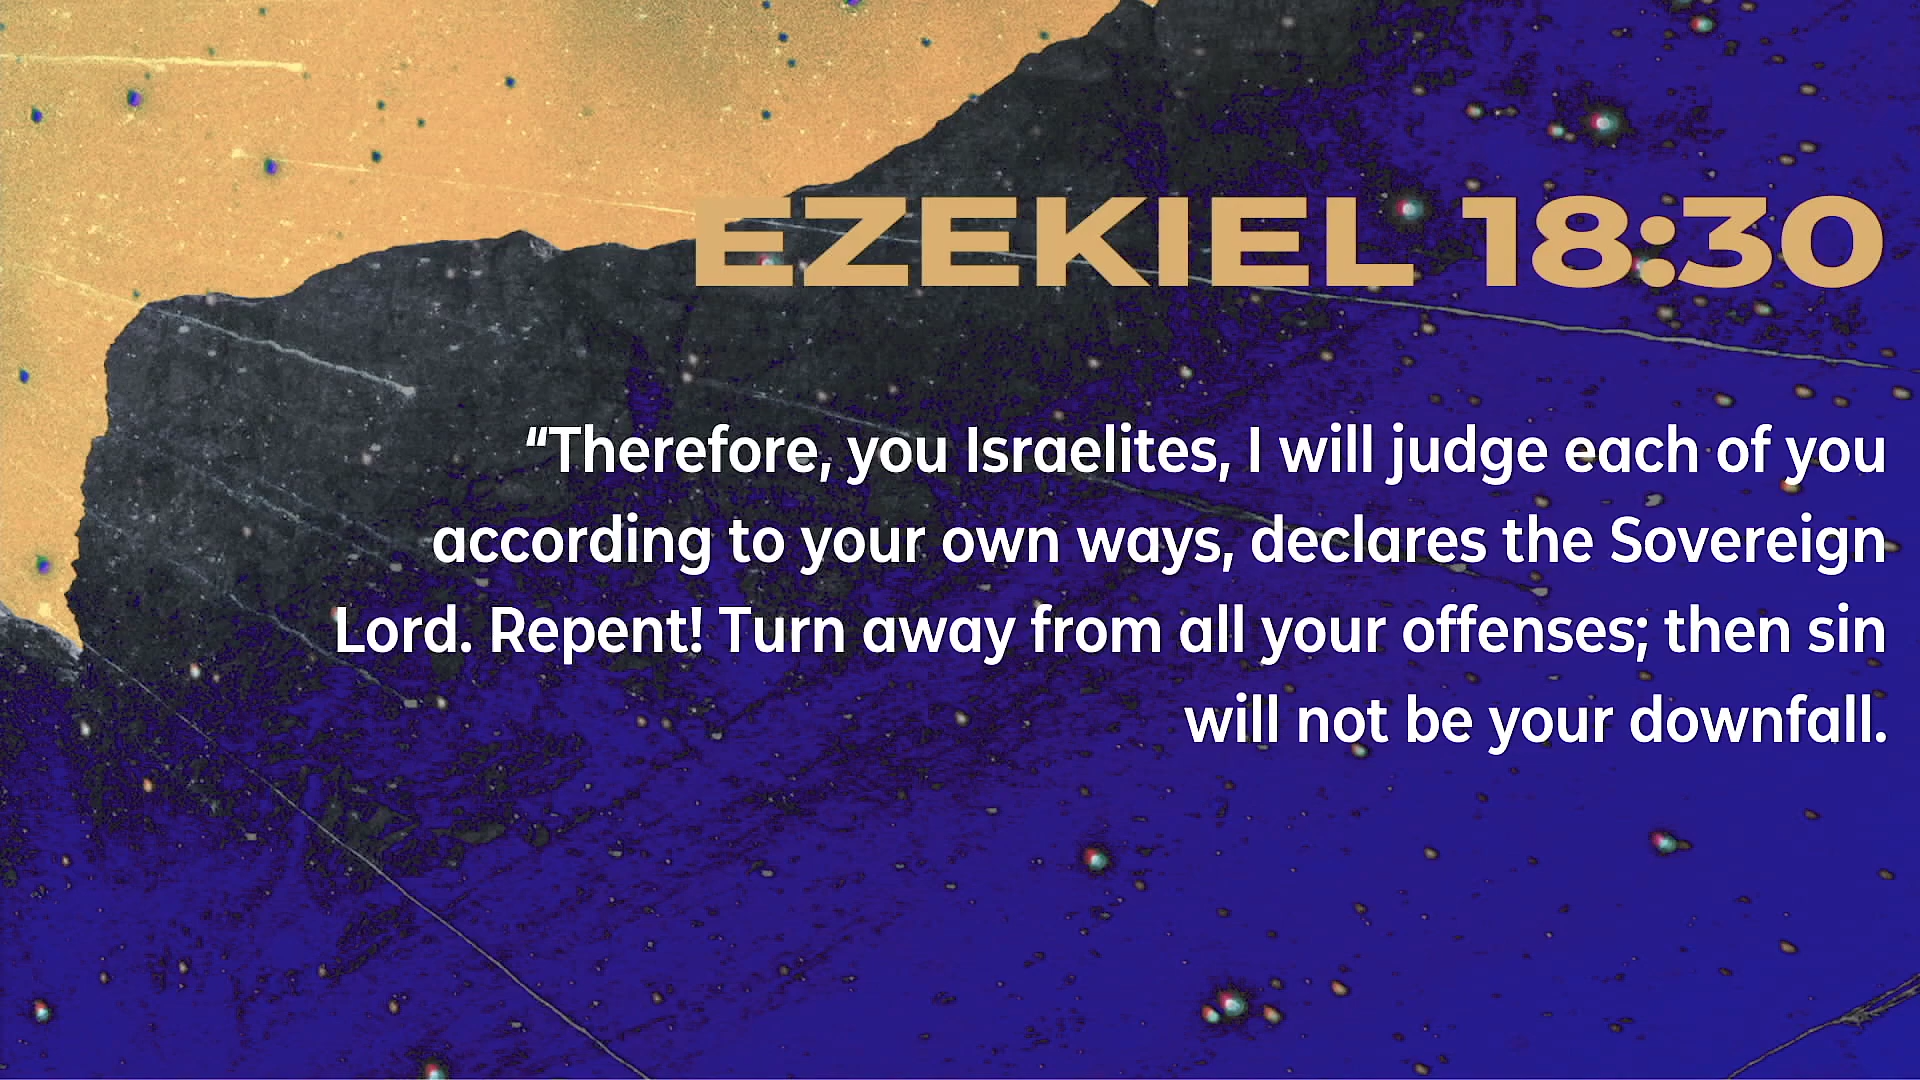 EZEKIEL 18:30
“Therefore, you Israelites, I will judge each of you
according to your own ways, declares the Sovereign
Lord. Repent! Turn away from all your offenses; then sin
will not be your downfall.